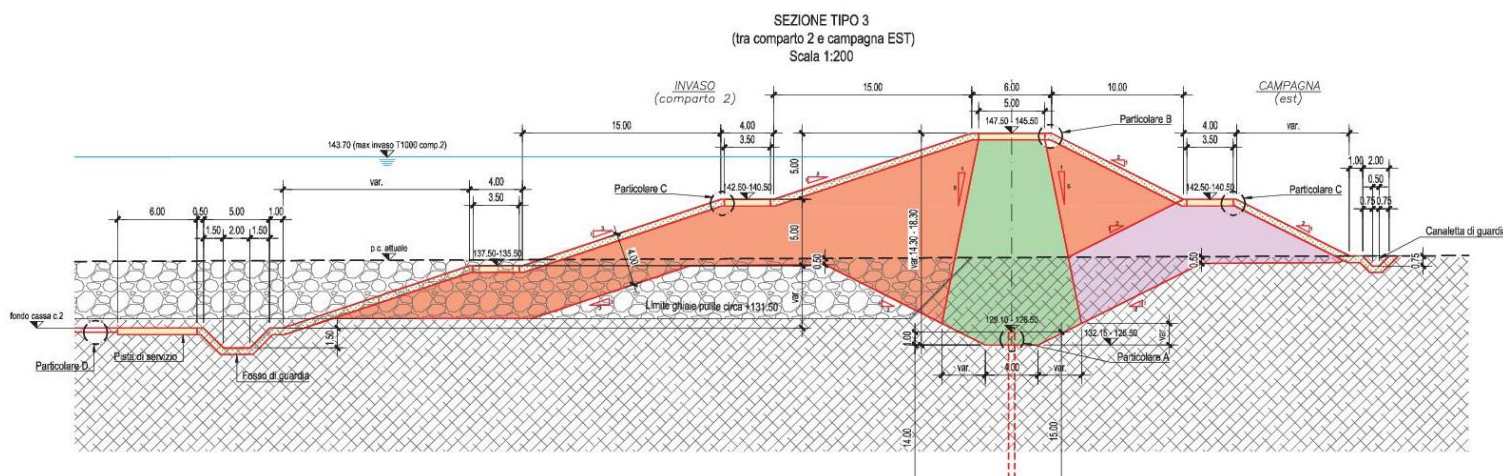 SEZIONE TIPO 3
(tra comparto 2 e campagna EST)
Scala 1:200
INVASO
(comparto 2)
CAMPAGNA
(est)
15.00
6.00
10.00
5.00
4.00
3.50
147.50 - 145.50
Particolare B
4.00
3.50
var.
143.70 (max invaso T1000 comp.2)
15.00
1.00
2.00
0.50
0.75
0.75
var.
4.00
3.50
Particolare C
142.50-140.50
5.00
142.50-140.50
Particolare C
6.00
0.50
5.00
1.00
1.50
2.00
1.50
Canaletta di guardia
p.c. attuale
137.50-135.50
4.00
5.00
var.14.30 - 18.30
0.50
0.50
0.75
Limite ghiaie pulite circa +131.50
var.
fondo cassa c.2
129.10 - 126.50
1.50
1.00
var.
Particolare D
Pista di servizio
Fosso di guardia
Particolare A
var.
4.00
var.
14.00
15.00